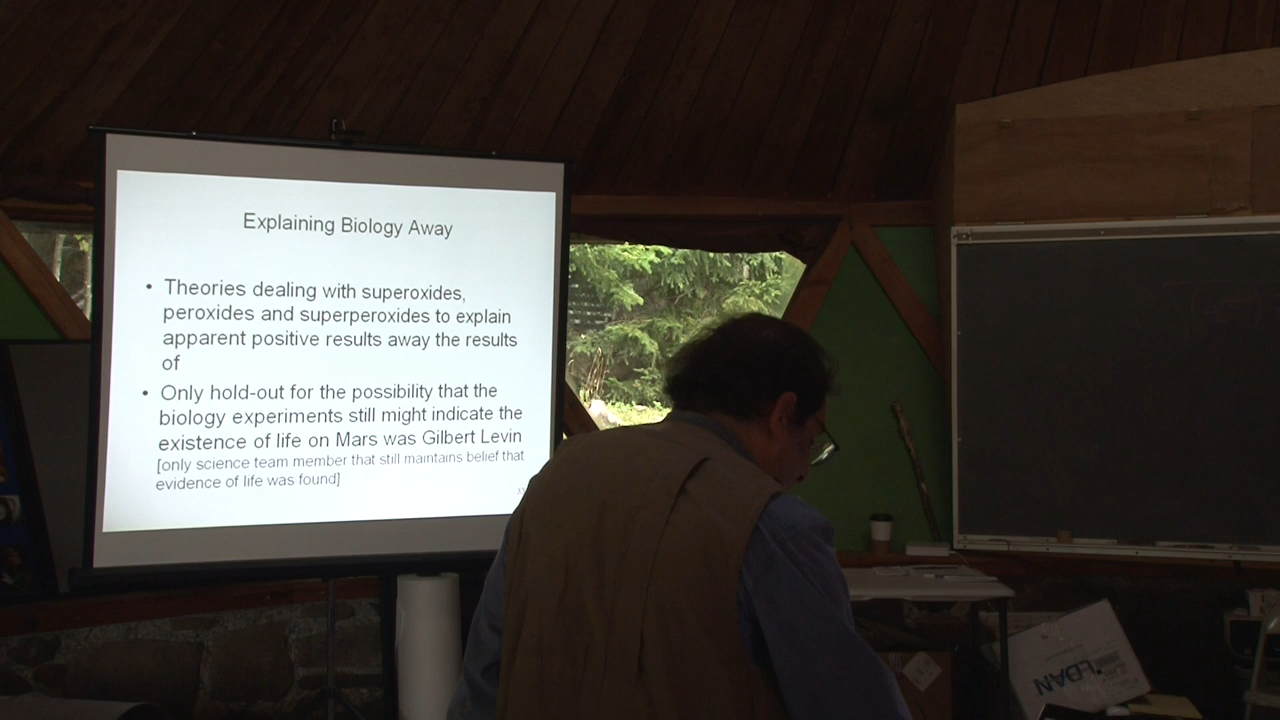 Explaining Biology Away
• Theories dealing with superoxides,
peroxides and superperoxides to explain
apparent positive results away the results
of
• Only hold-out for the possibility that the
biology experiments still might indicate the
existence of life on Mars was Gilbert Levin
[only science team member that still maintains belief that
evidence of life was found]